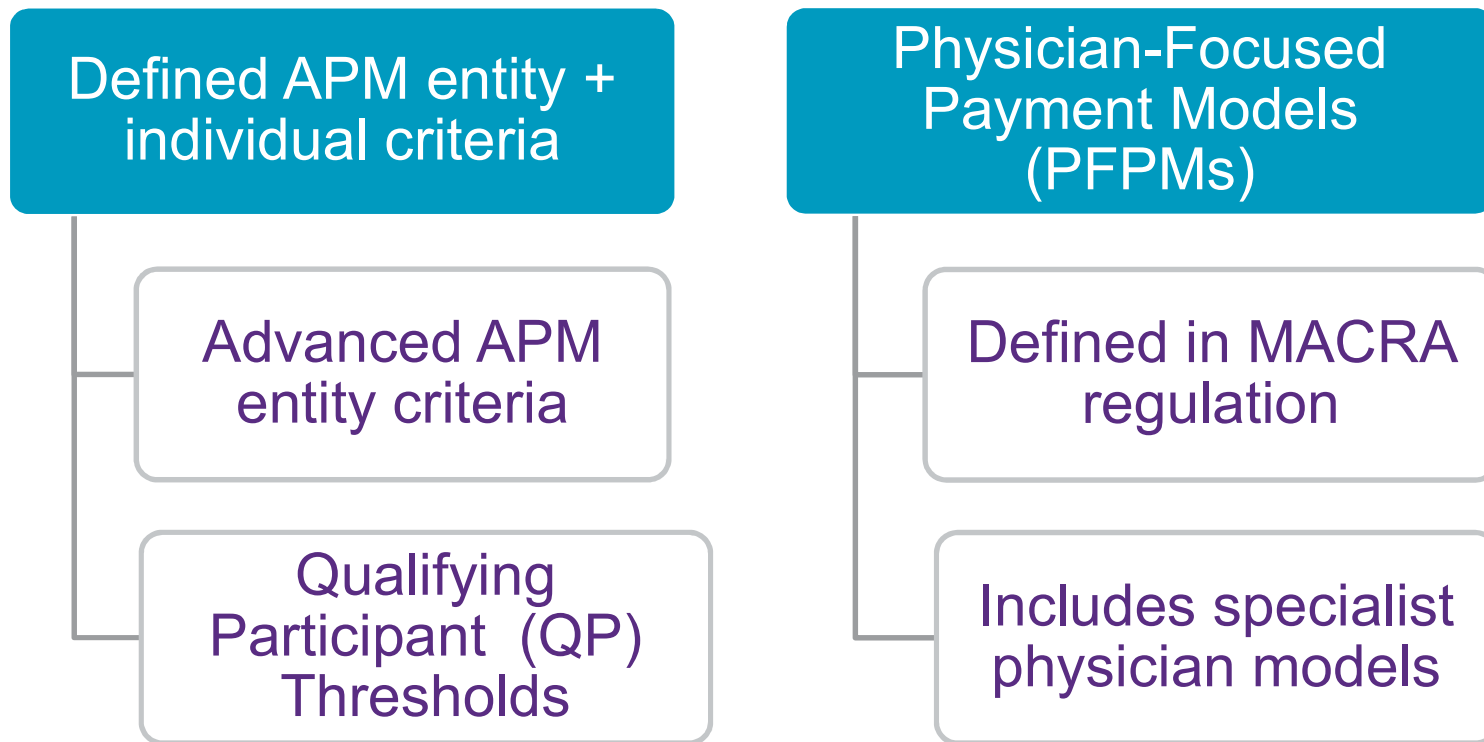 Defined APM entity +
individual criteria
Advanced APM
entity criteria
Qualifying
Participant  (QP)
Thresholds
Physician-Focused
Payment Models
(PFPMs)
Defined in MACRA
regulation
Includes specialist
physician models